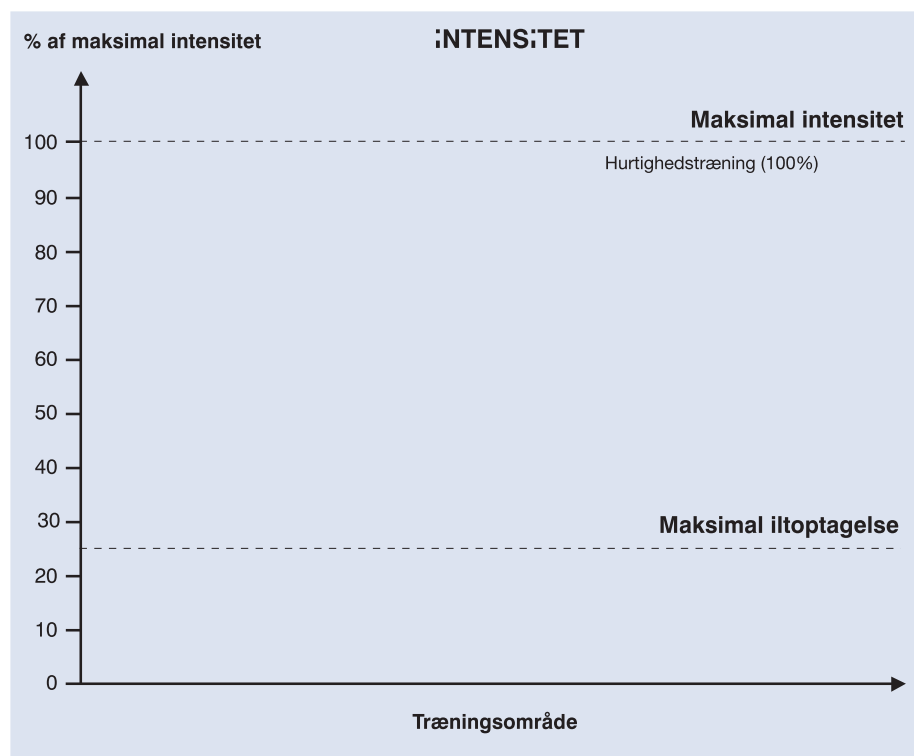 % af maksimal intensitet
INTENSITET
Maksimal intensitet
100
Hurtighedstræning (100%)
90
80
70
60
50
40
30
Maksimal iltoptagelse
20
10
0
Træningsområde